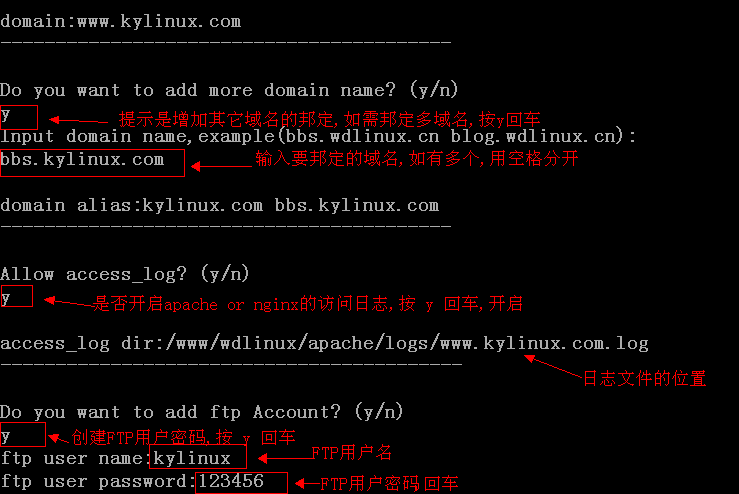 domain:www.kylinux.com
-----------------------------------------
Do you want to add more domain name? (y/n)
y
提示是增加其它域名的邦定.如需邦定多域名,按y回车
Input domain name,example(bbs.wdlinux.cn blog.wdlinux.cn):
bbs.kylinux.com
输入要邦定的域名,如有多个,用空格分开
domain alias:kylinux.com bbs.kylinux.com
-----------------------------------------
Allow access_log? (y/n)
y
是否开启apache or nginx的访问日志,按 y 回车,开启
access_log dir:/www/wdlinux/apache/logs/www.kylinux.com.log
日志文件的位置
------------------------------------------
Do you want to add ftp Account? (y/n)
y
创建FTP用户密码,按 y 回车
ftp user name:kylinux
FTP用户名
ftp user password:123456
FTP用户密码 回车